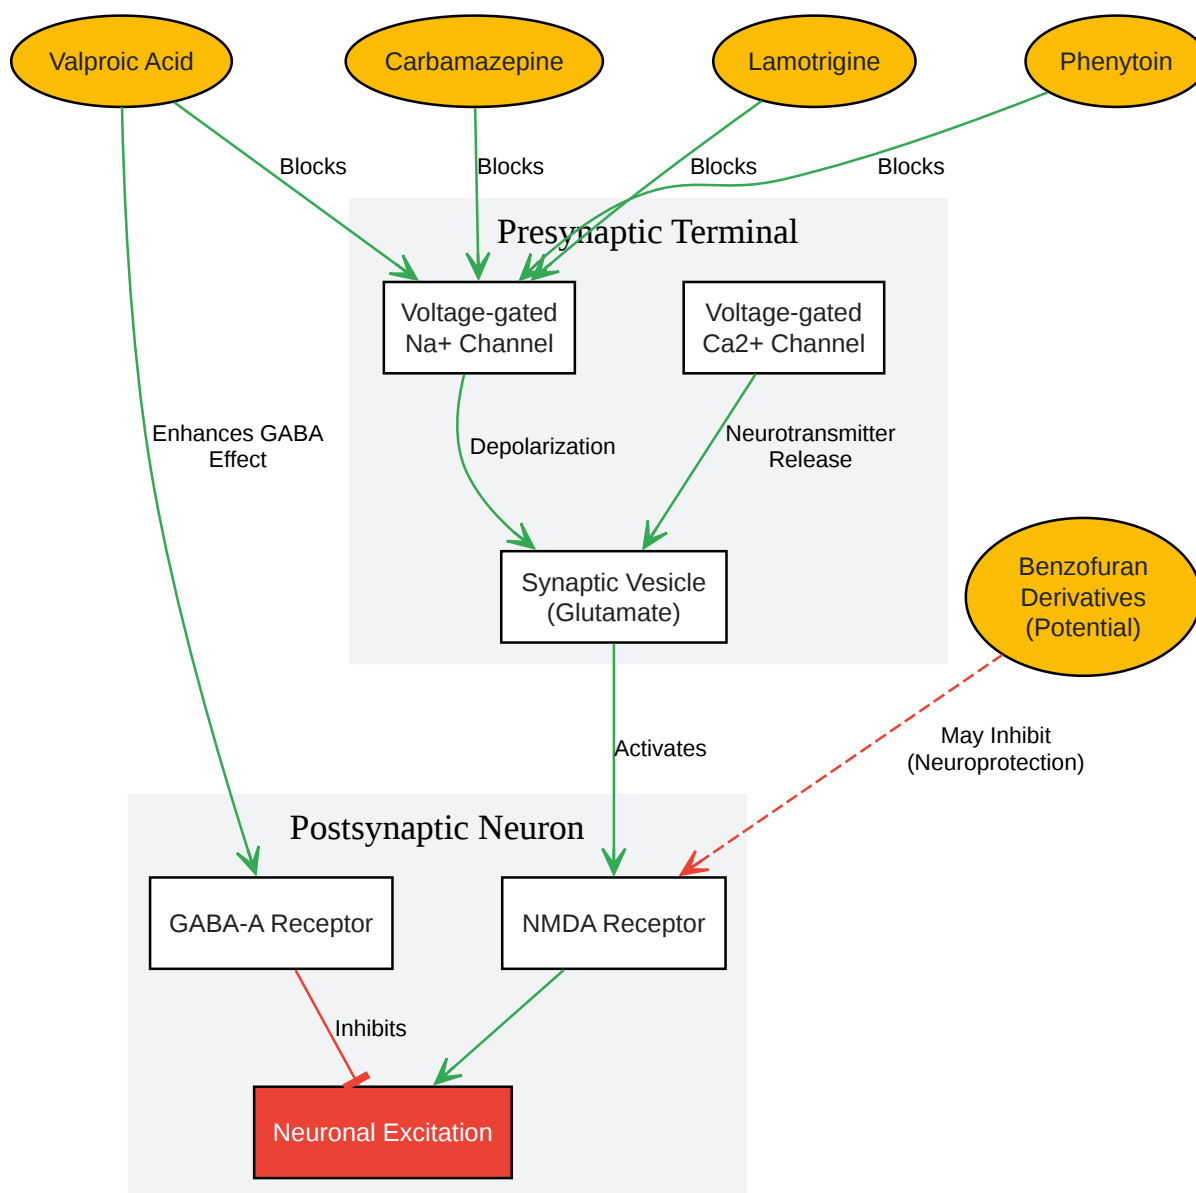 Valproic Acid
Carbamazepine
Lamotrigine
Phenytoin
Blocks
Blocks
Blocks
Blocks
Presynaptic Terminal
Voltage-gated
Na+ Channel
Voltage-gated
Ca2+ Channel
Enhances GABA
Effect
Depolarization
Neurotransmitter
Release
Synaptic Vesicle
(Glutamate)
Benzofuran
Derivatives
(Potential)
Activates
May Inhibit
(Neuroprotection)
Postsynaptic Neuron
GABA-A Receptor
NMDA Receptor
Inhibits
Neuronal Excitation